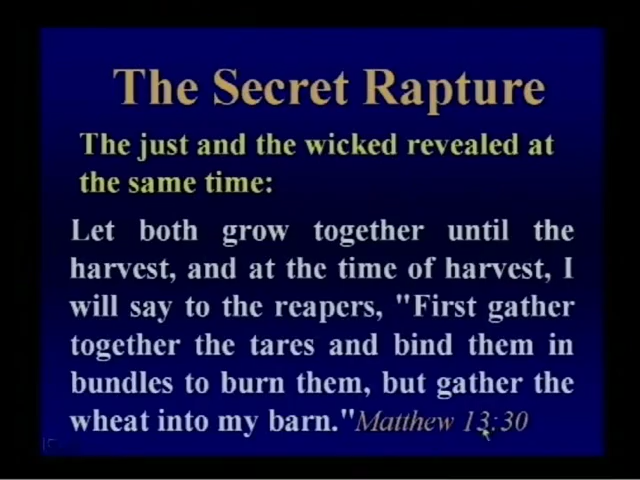 The Secret Rapture
The just and the wicked revealed at
the same time:
Let both grow together until the
harvest, and at the time of harvest, I
will say to the reapers, "First gather
together the tares and bind them in
bundles to burn them, but gather the
wheat into my barn."Matthew 13:30